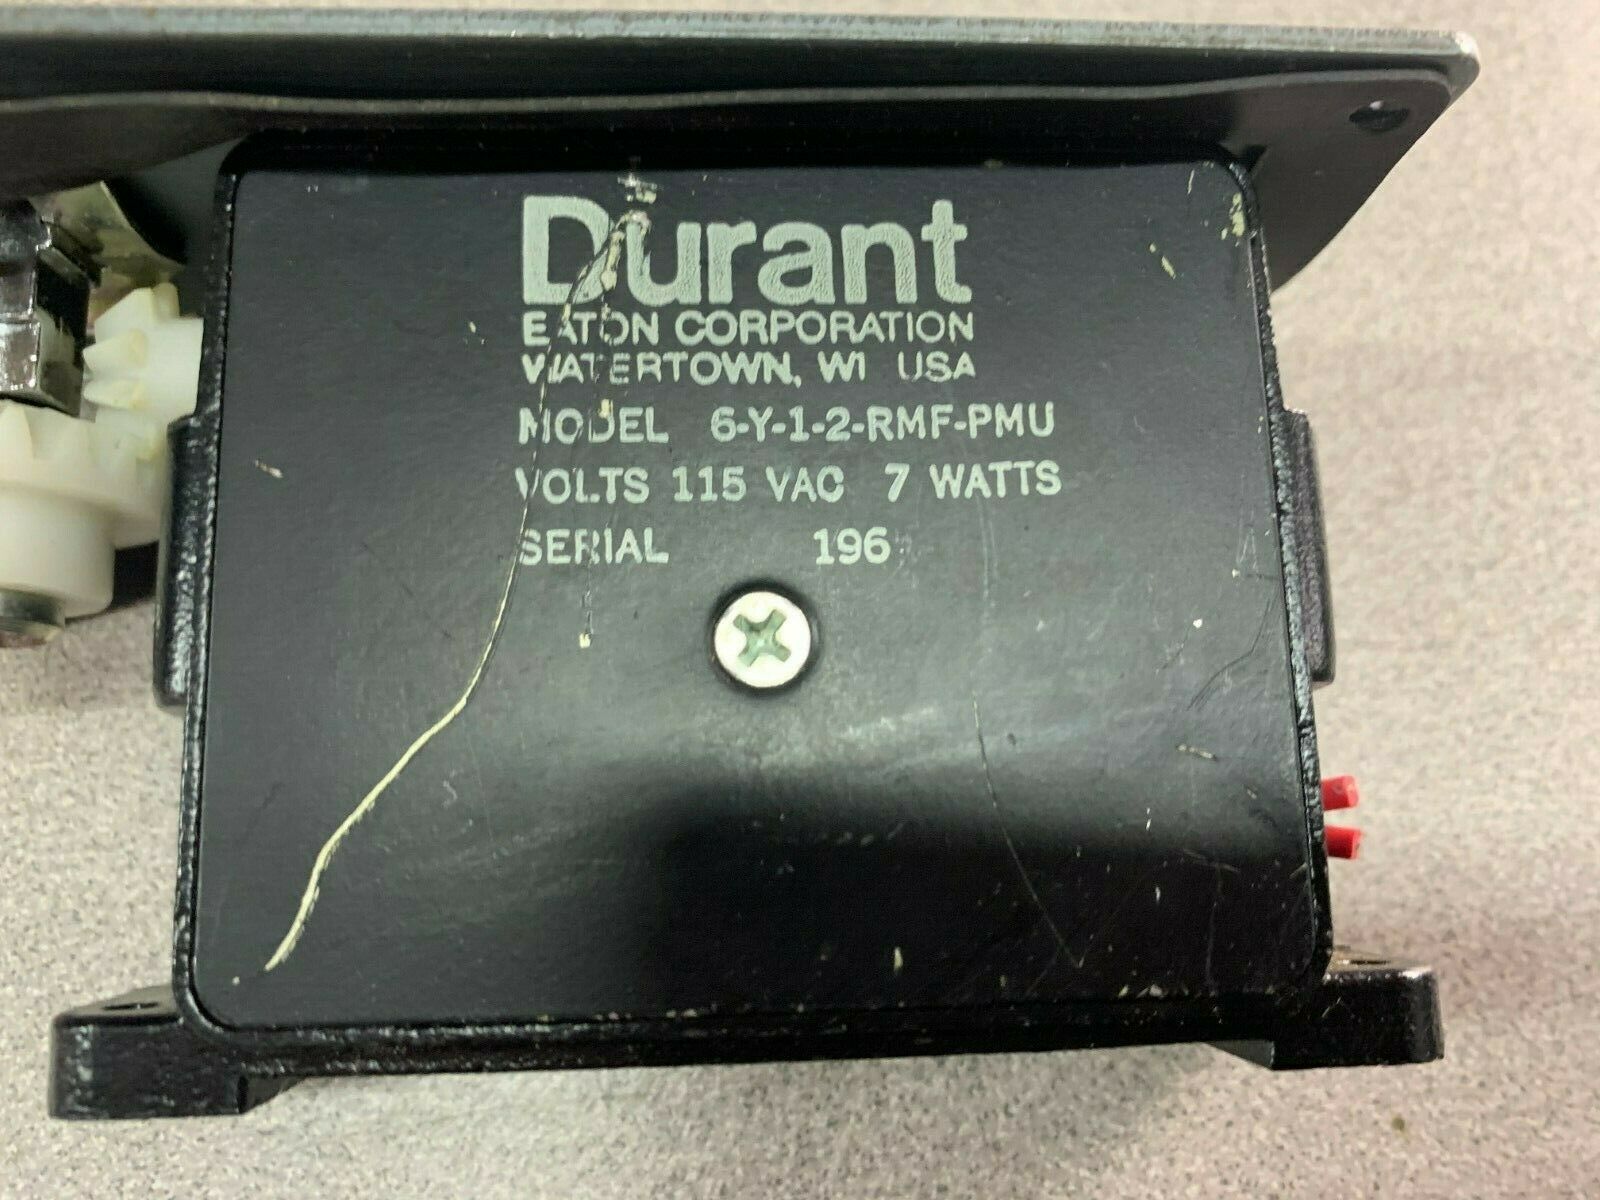 Durant
EATON CORPORATION
WATERTOWN, WI USA
MODEL 6-Y-1-2-RMF-PMU
VOLTS 115 VAC 7 WATTS
SERIAL 196